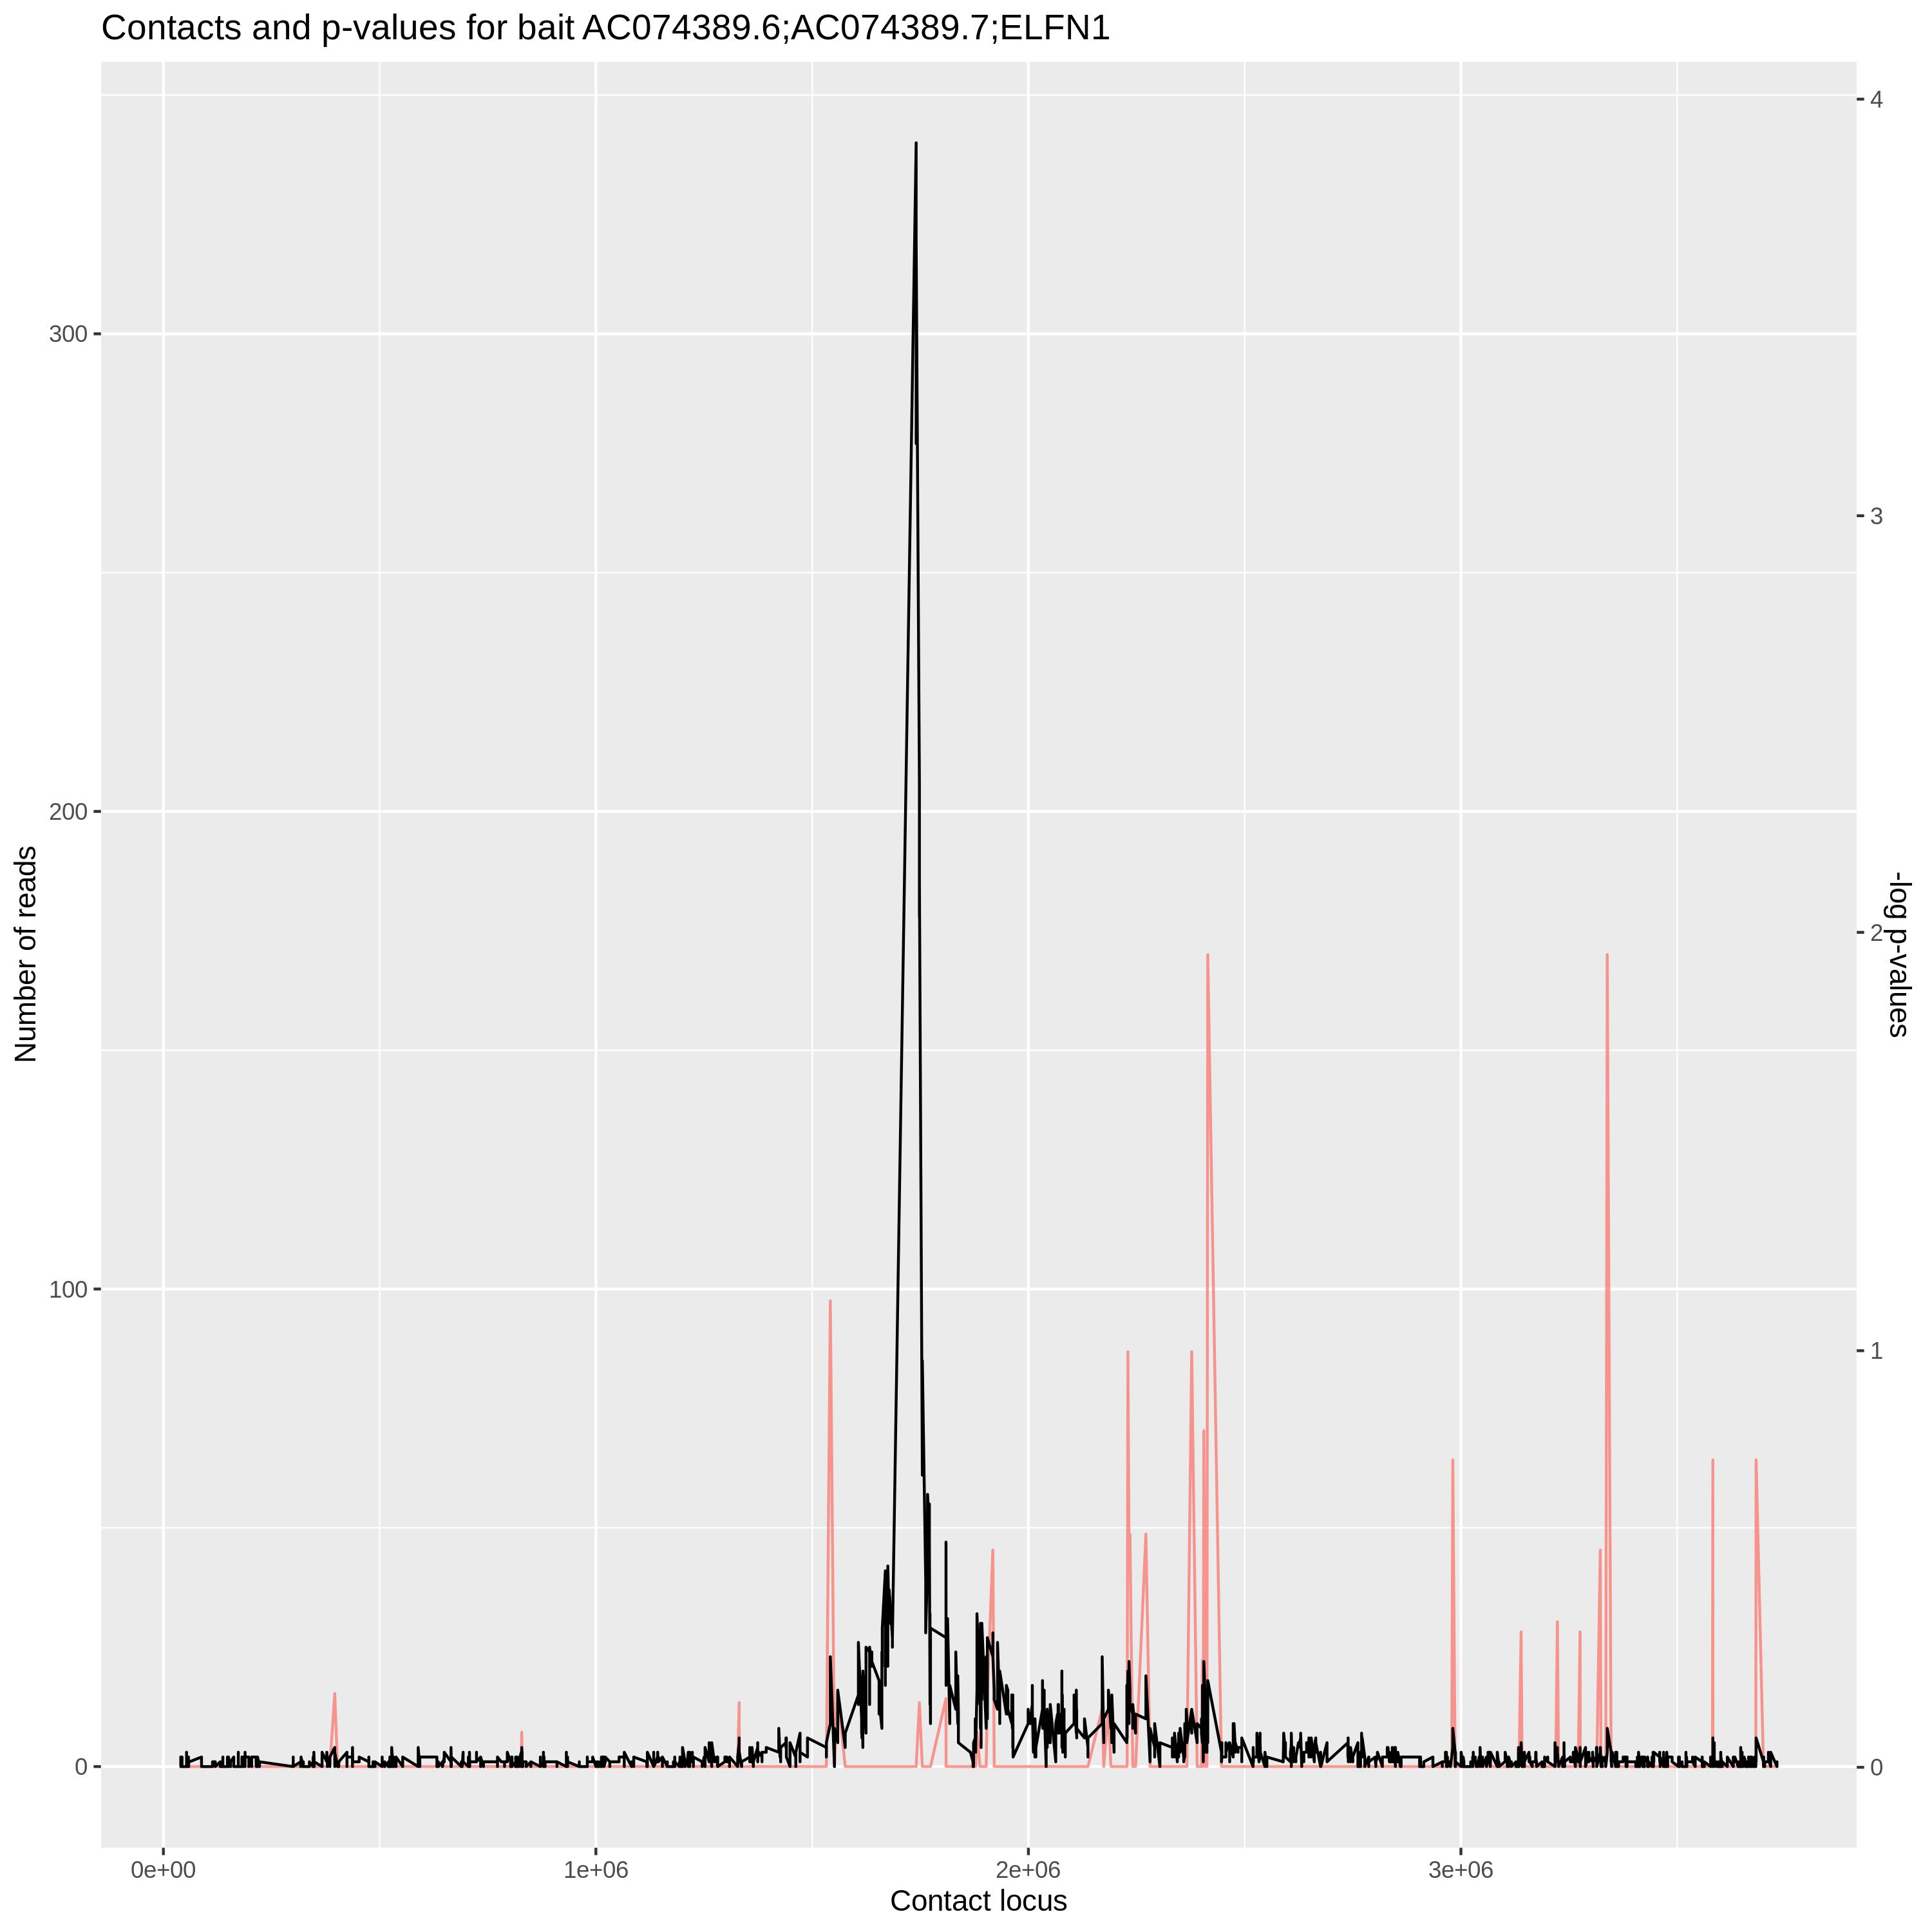 Contacts and p-values for bait AC074389.6;AC074389.7;ELFN1
Number of reads
300
200
100
0
4
3
2
1
0
-log p-values
0e+00
1e+06
2e+06
3e+06
Contact locus